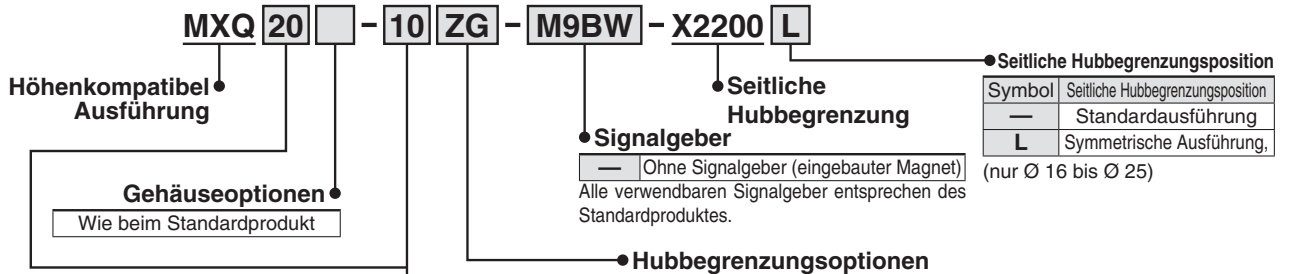 MXQ 20 - 10 ZG - M9BW - X2200 L
Höhenkompatibel
Ausführung
Gehäuseoptionen
Wie beim Standardprodukt
Signalgeber
— Ohne Signalgeber (eingebauter Magnet)
Alle verwendbaren Signalgeber entsprechen des
Standardproduktes.
Hubbegrenzungsoptionen
Seitliche
Hubbegrenzung
Seitliche Hubbegrenzungsposition
Symbol Seitliche Hubbegrenzungsposition
— Standardausführung
L Symmetrische Ausführung,
(nur Ø 16 bis Ø 25)